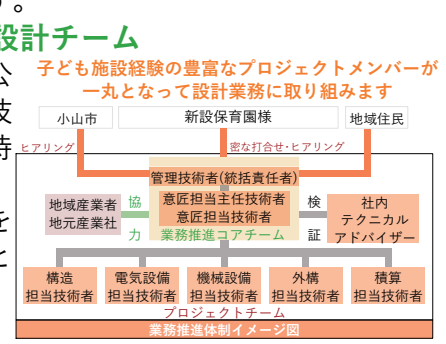 す。
設計チーム
公
技
時
を
と
子ども施設経験の豊富なプロジェクトメンバーが
一丸となって設計業務に取り組みます
小山市
新設保育園様
地域住民
ヒアリング
密な打合せ・ヒアリング
管理技術者(統括責任者)
意匠担当主任技術者
意匠担当技術者
業務推進コアチーム
地域産業者
地元産業社
協
力
検
証
社内
テクニカル
アドバイザー
構造
担当技術者
電気設備
担当技術者
機械設備
担当技術者
外構
担当技術者
積算
担当技術者
プロジェクトチーム
業務推進体制イメージ図